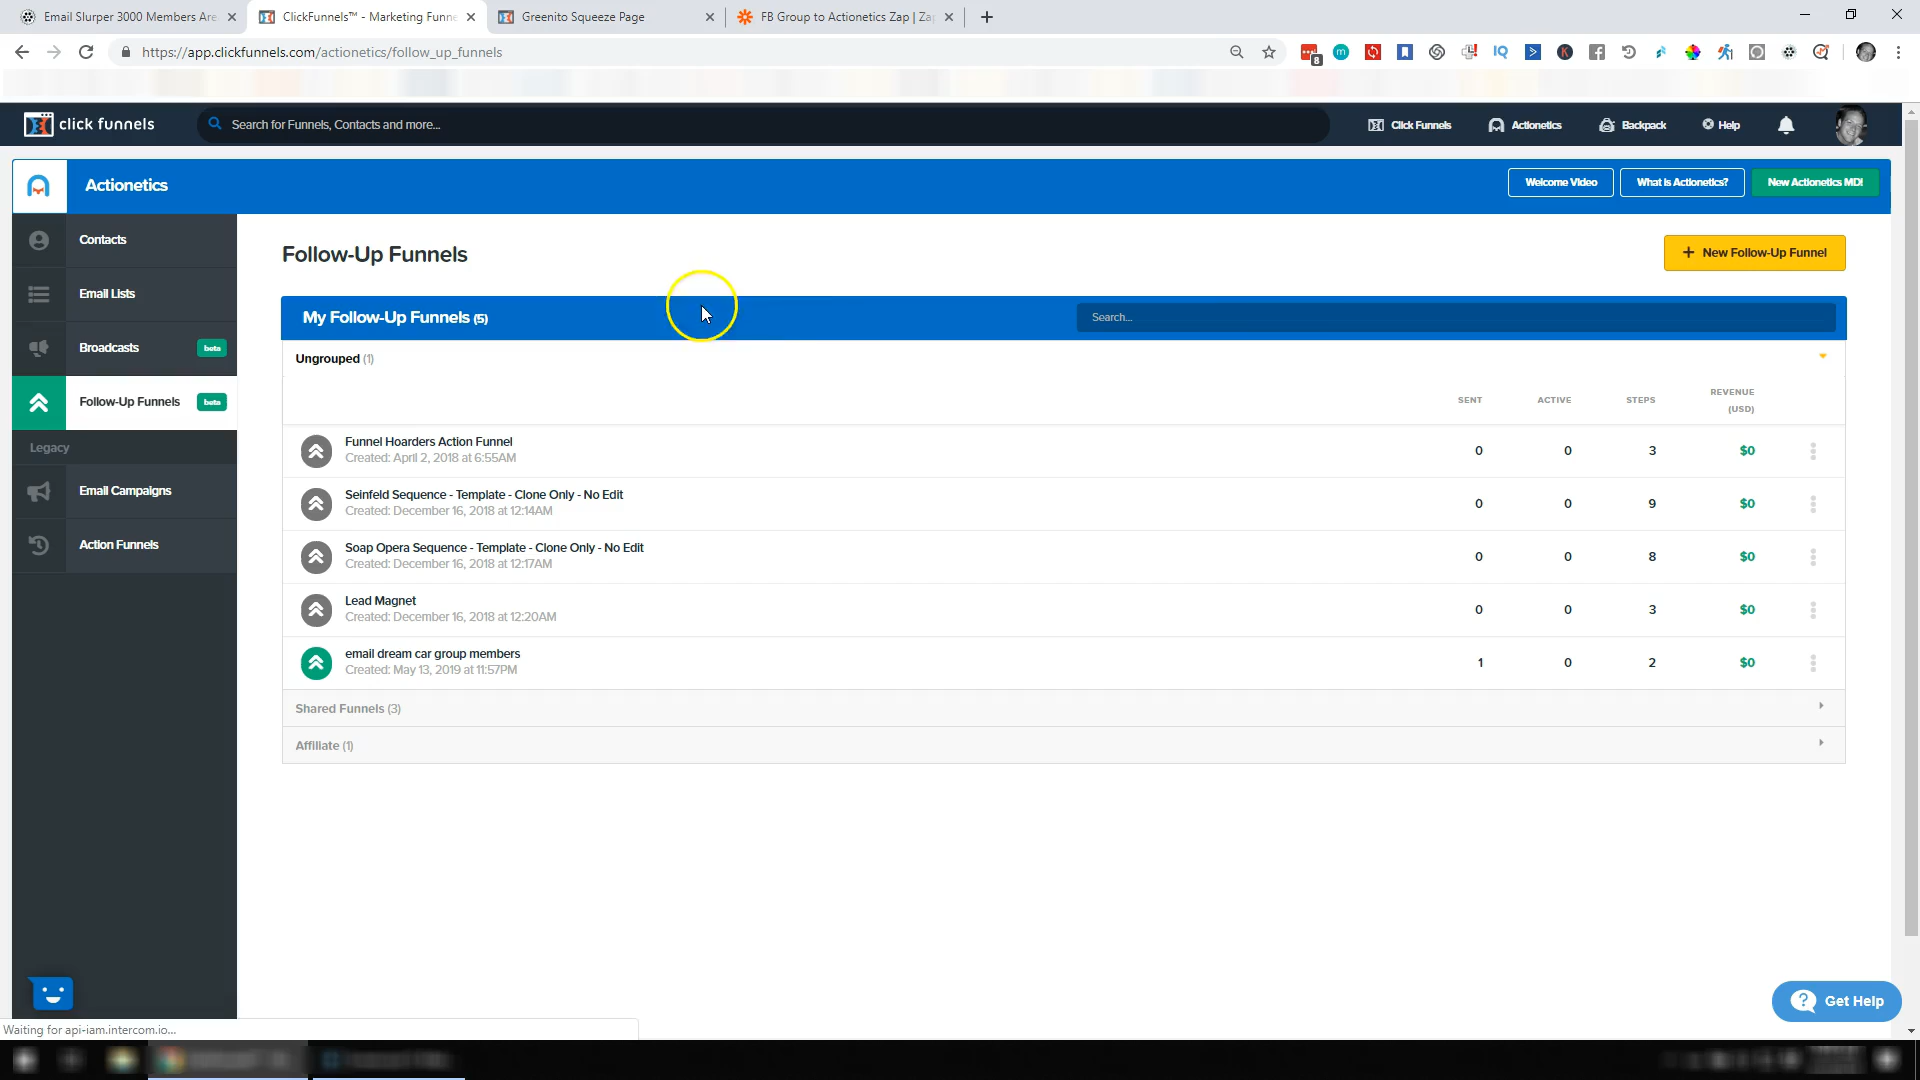 Email Slurper 3000 Members Are
ClickFunnels™ - Marketing Funne
Greenito Squeeze Page
FB Group to Actionetics Zap | Za
https://app.clickfunnels.com/actionetics/follow_up_funnels
8
click funnels
Search for Funnels, Contacts and more...
Click Funnels
Actionetics
Backpack
Help
Actionetics
Welcome Video
What is Actionetics?
New Actionetics MD!
Contacts
Email Lists
Broadcasts
beta
Follow-Up Funnels
beta
Legacy
Email Campaigns
Action Funnels
Follow-Up Funnels
+ New Follow-Up Funnel
My Follow-Up Funnels (5)
Search...
Ungrouped (1)
SENT
ACTIVE
STEPS
REVENUE
(USD)
Funnel Hoarders Action Funnel
Created: April 2, 2018 at 6:55AM
0 0 3 $0
Seinfeld Sequence - Template - Clone Only - No Edit
Created: December 16, 2018 at 12:14AM
0 0 9 $0
Soap Opera Sequence - Template - Clone Only - No Edit
Created: December 16, 2018 at 12:17AM
0 0 8 $0
Lead Magnet
Created: December 16, 2018 at 12:20AM
0 0 3 $0
email dream car group members
Created: May 13, 2019 at 11:57PM
1 0 2 $0
Shared Funnels (3)
Affiliate (1)
? Get Help
Waiting for api-iam.intercom.io...